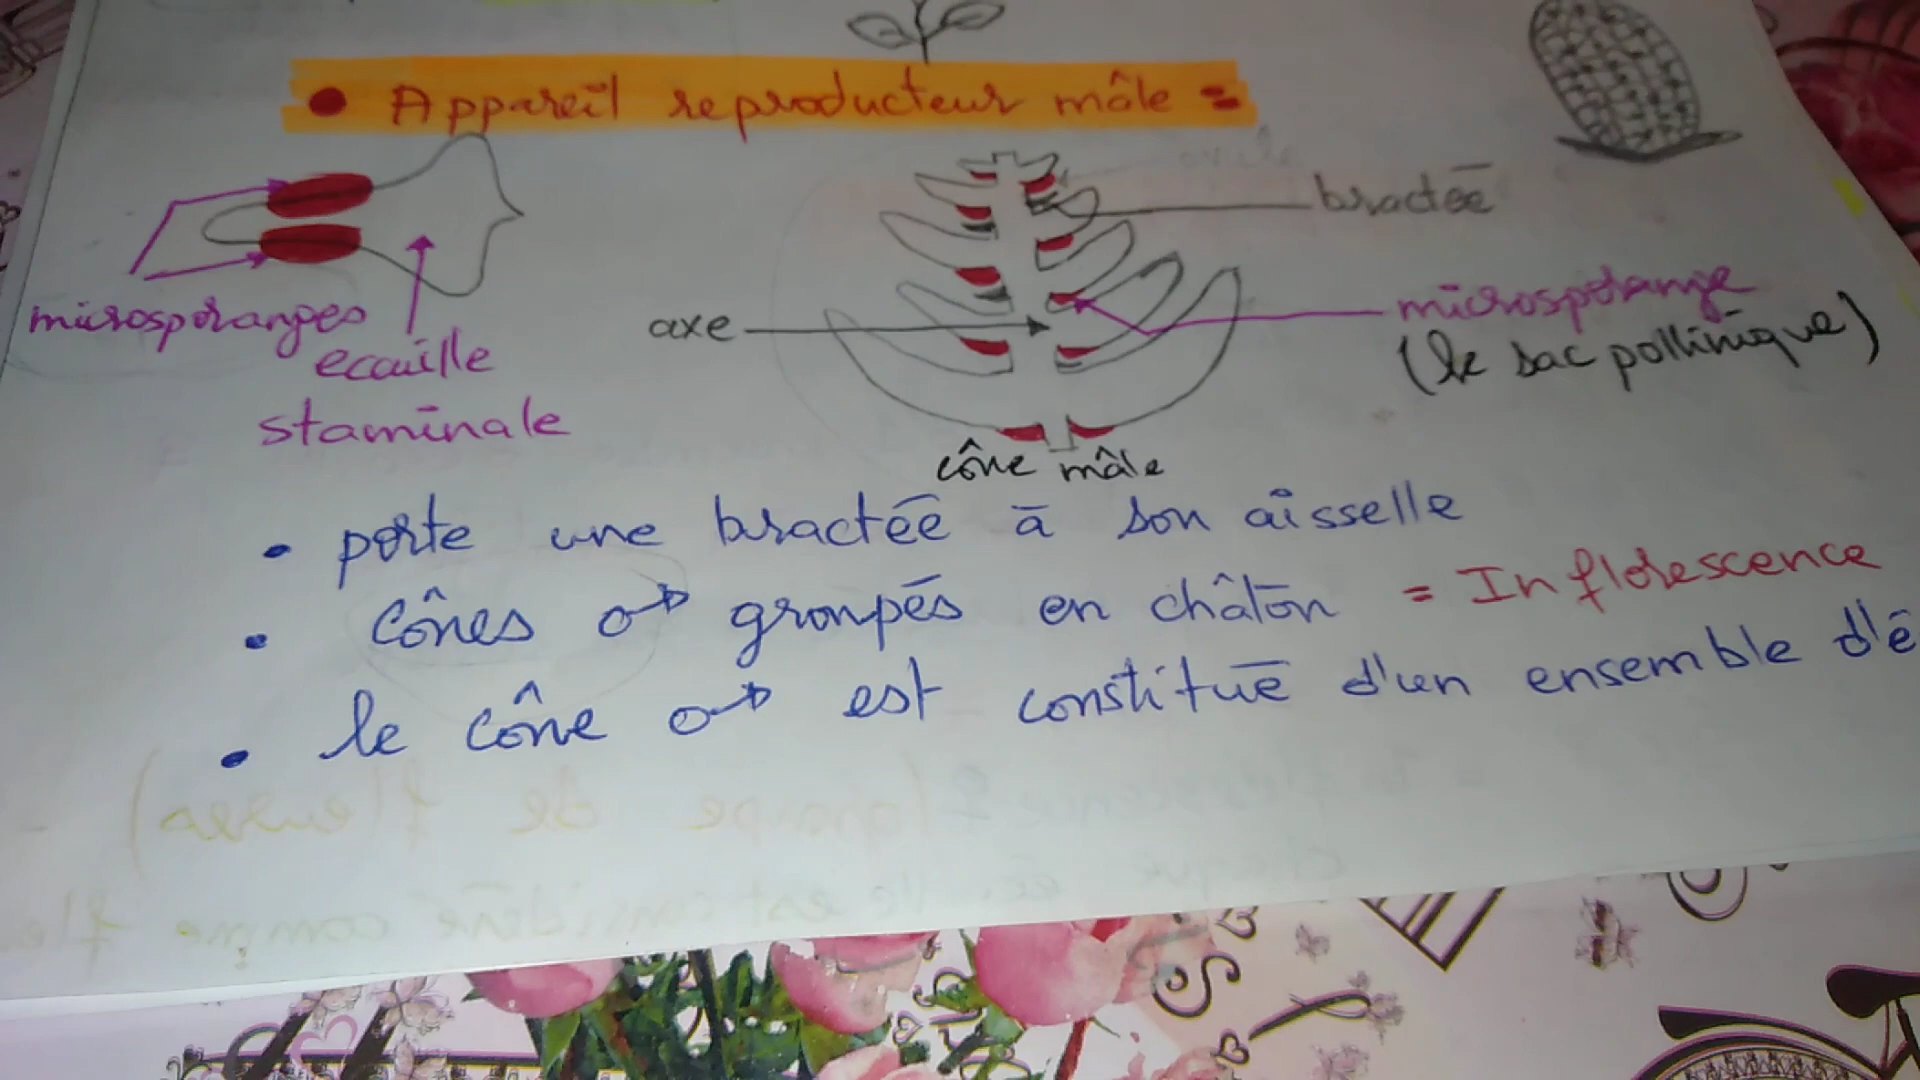 • Appareil reproducteur mâle =
bractée
microsporanges
ecaille
staminale
axe
microsporange
(le sac pollinique)
cône mâle
• porte une bractée à son aisselle
• cônes ♂ groupés en châton = Inflorescence
• le cône ♂ est constitué d'un ensemble d'é